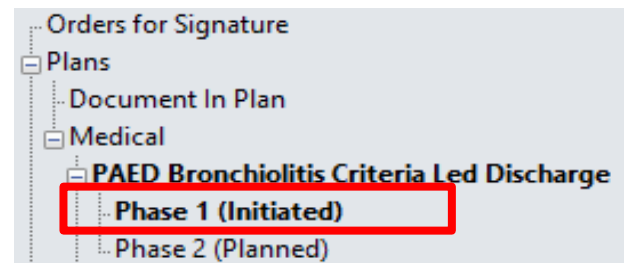 Orders for Signature
Plans
Document In Plan
Medical
PAED Bronchiolitis Criteria Led Discharge
Phase 1 (Initiated)
Phase 2 (Planned)